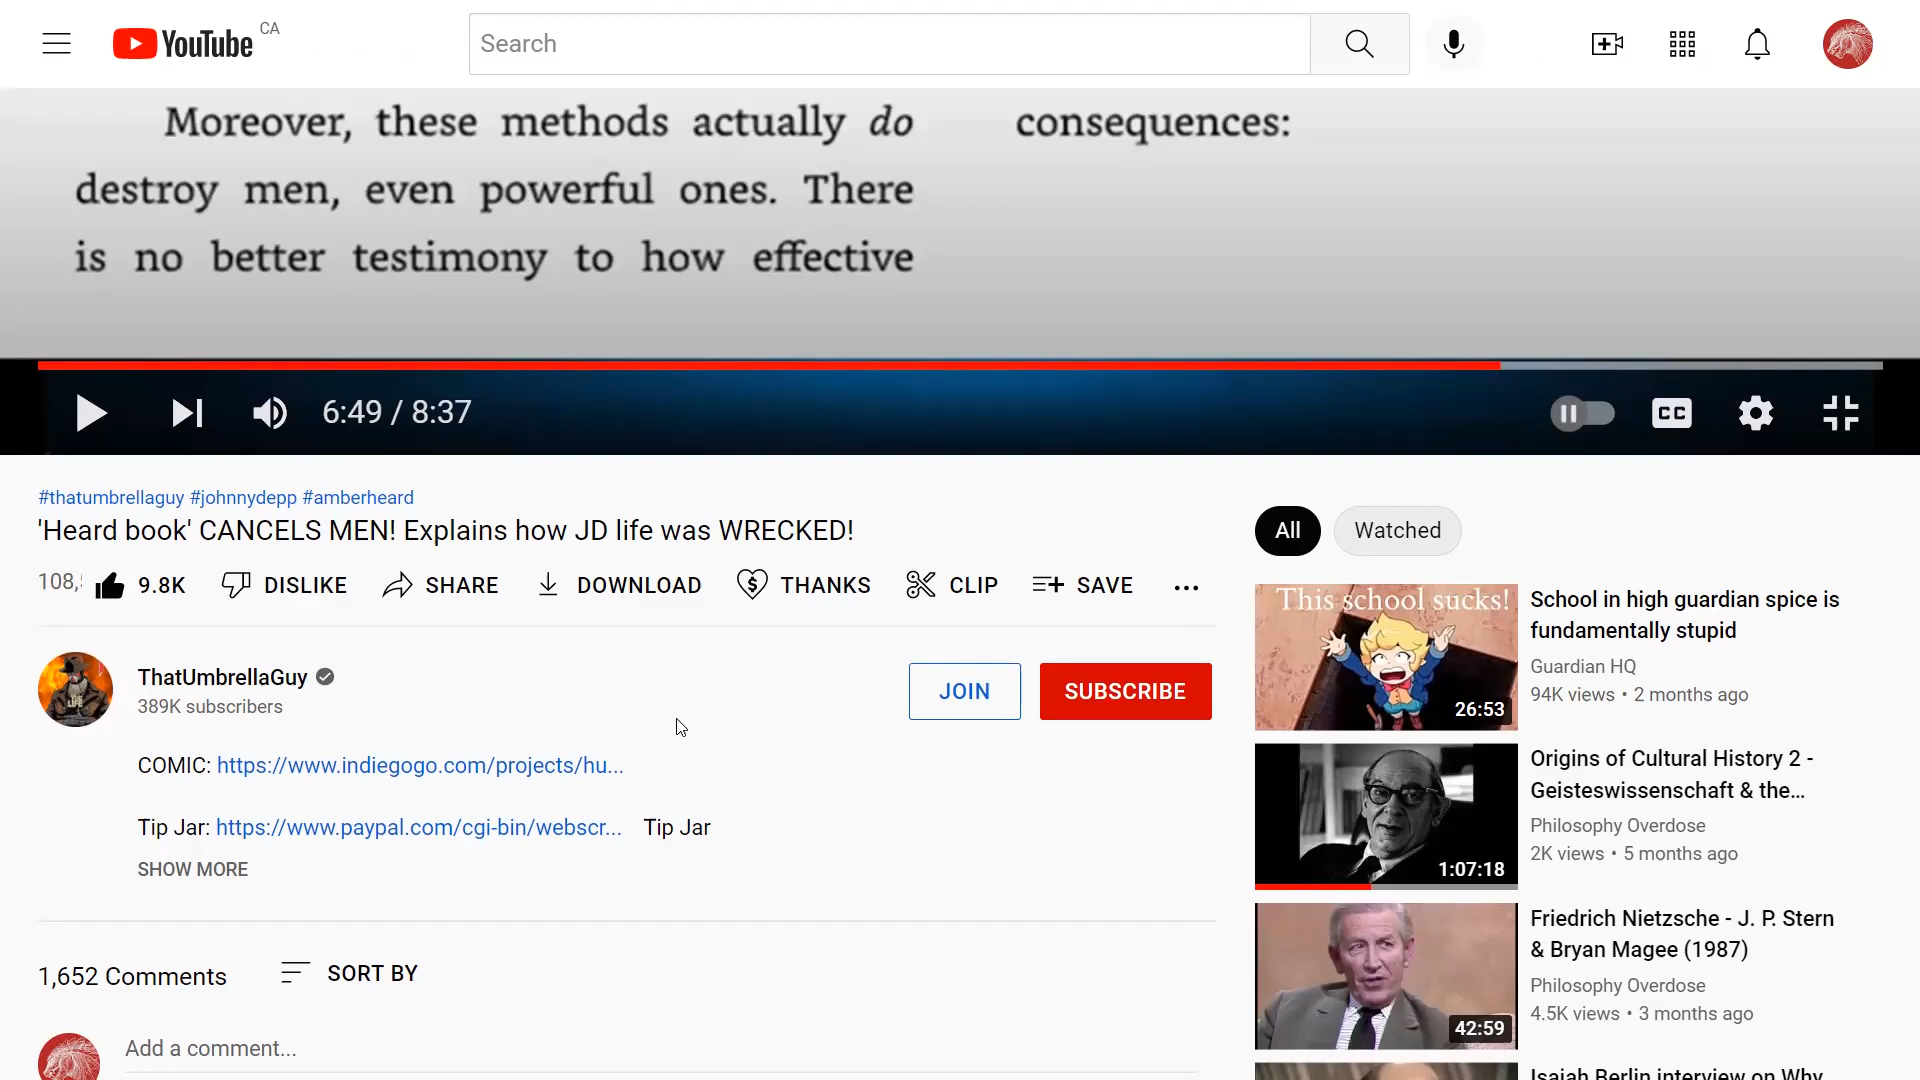 YouTube CA
Search
Moreover, these methods actually do
destroy men, even powerful ones. There
is no better testimony to how effective
consequences:
6:49 / 8:37
CC
#thatumbrellaguy #johnnydepp #amberheard
'Heard book' CANCELS MEN! Explains how JD life was WRECKED!
108, 9.8K DISLIKE SHARE DOWNLOAD THANKS CLIP SAVE ...
ThatUmbrellaGuy
389K subscribers
JOIN
SUBSCRIBE
COMIC: https://www.indiegogo.com/projects/hu...
Tip Jar: https://www.paypal.com/cgi-bin/webscr... Tip Jar
SHOW MORE
1,652 Comments SORT BY
Add a comment...
All Watched
This school sucks!
26:53
School in high guardian spice is
fundamentally stupid
Guardian HQ
94K views • 2 months ago
1:07:18
Origins of Cultural History 2 -
Geisteswissenschaft & the...
Philosophy Overdose
2K views • 5 months ago
42:59
Friedrich Nietzsche - J. P. Stern
& Bryan Magee (1987)
Philosophy Overdose
4.5K views • 3 months ago
Isaiah Berlin interview on Why